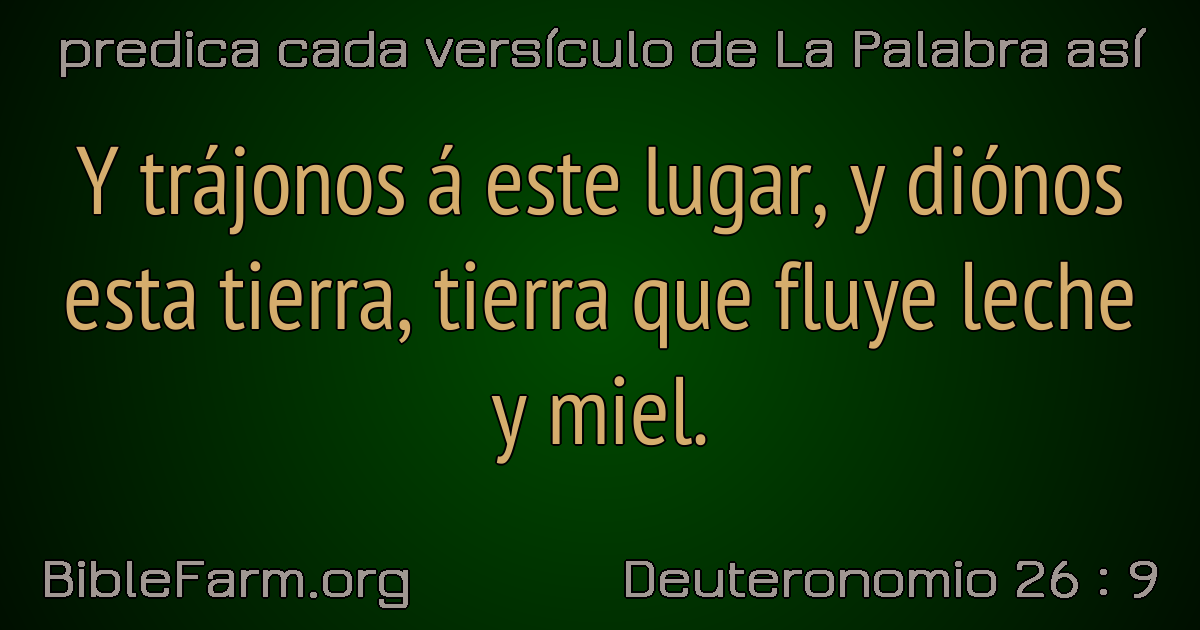 predica cada versículo de La Palabra así
Y trájonos á este lugar, y diónos
esta tierra, tierra que fluye leche
y miel.
BibleFarm.org
Deuteronomio 26 : 9